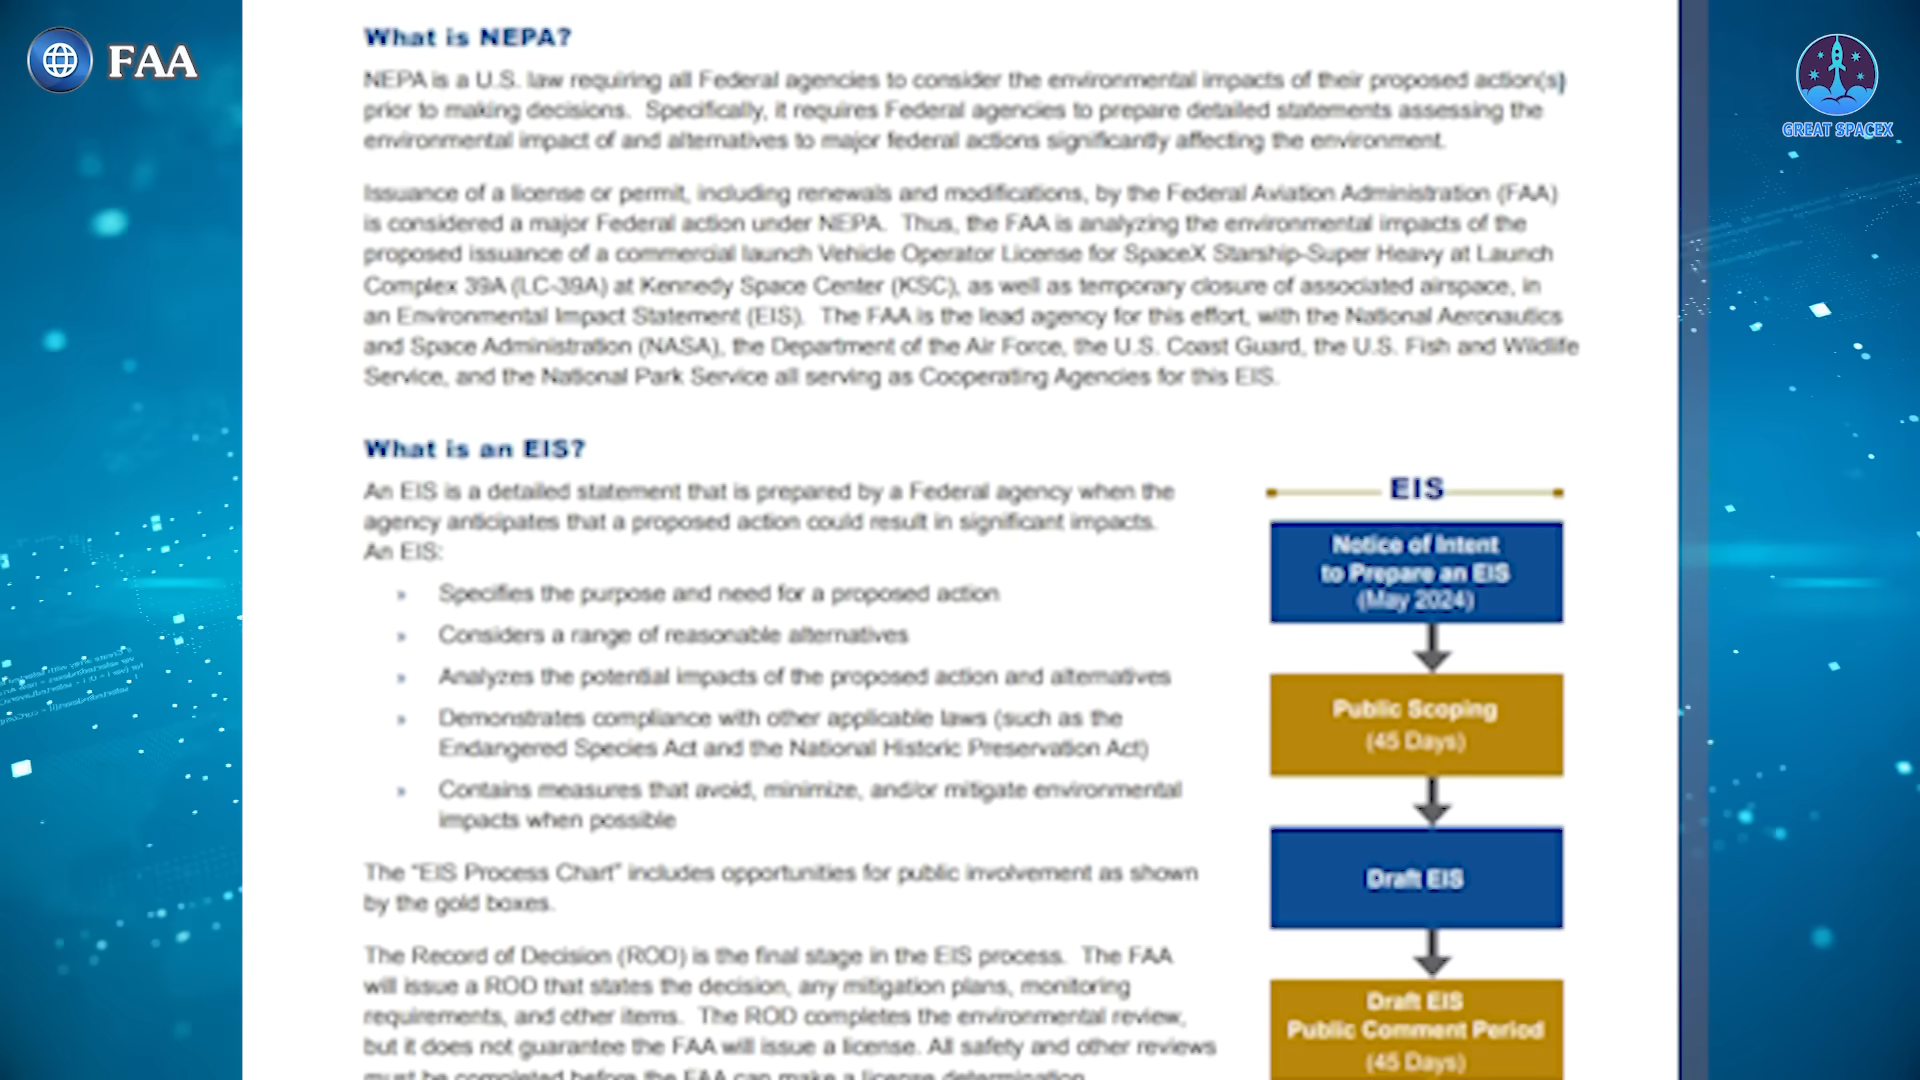 FAA
GREAT SPACEX
What is NEPA?
NEPA is a U.S. law requiring all Federal agencies to consider the environmental impacts of their proposed action(s)
prior to making decisions. Specifically, it requires Federal agencies to prepare detailed statements assessing the
environmental impact of and alternatives to major federal actions significantly affecting the environment.
Issuance of a license or permit, including renewals and modifications, by the Federal Aviation Administration (FAA)
is considered a major Federal action under NEPA. Thus, the FAA is analyzing the environmental impacts of the
proposed issuance of a commercial launch Vehicle Operator License for SpaceX Starship-Super Heavy at Launch
Complex 39A (LC-39A) at Kennedy Space Center (KSC), as well as temporary closure of associated airspace, in
an Environmental Impact Statement (EIS). The FAA is the lead agency for this effort, with the National Aeronautics
and Space Administration (NASA), the Department of the Air Force, the U.S. Coast Guard, the U.S. Fish and Wildlife
Service, and the National Park Service all serving as Cooperating Agencies for this EIS.
What is an EIS?
An EIS is a detailed statement that is prepared by a Federal agency when the
agency anticipates that a proposed action could result in significant impacts.
An EIS:
» Specifies the purpose and need for a proposed action
» Considers a range of reasonable alternatives
» Analyzes the potential impacts of the proposed action and alternatives
» Demonstrates compliance with other applicable laws (such as the
Endangered Species Act and the National Historic Preservation Act)
» Contains measures that avoid, minimize, and/or mitigate environmental
impacts when possible
The "EIS Process Chart" includes opportunities for public involvement as shown
by the gold boxes.
The Record of Decision (ROD) is the final stage in the EIS process. The FAA
will issue a ROD that states the decision, any mitigation plans, monitoring
requirements, and other items. The ROD completes the environmental review,
but it does not guarantee the FAA will issue a license. All safety and other reviews
must be completed before the FAA can make a license determination.
EIS
Notice of Intent
to Prepare an EIS
(May 2024)
Public Scoping
(45 Days)
Draft EIS
Draft EIS
Public Comment Period
(45 Days)